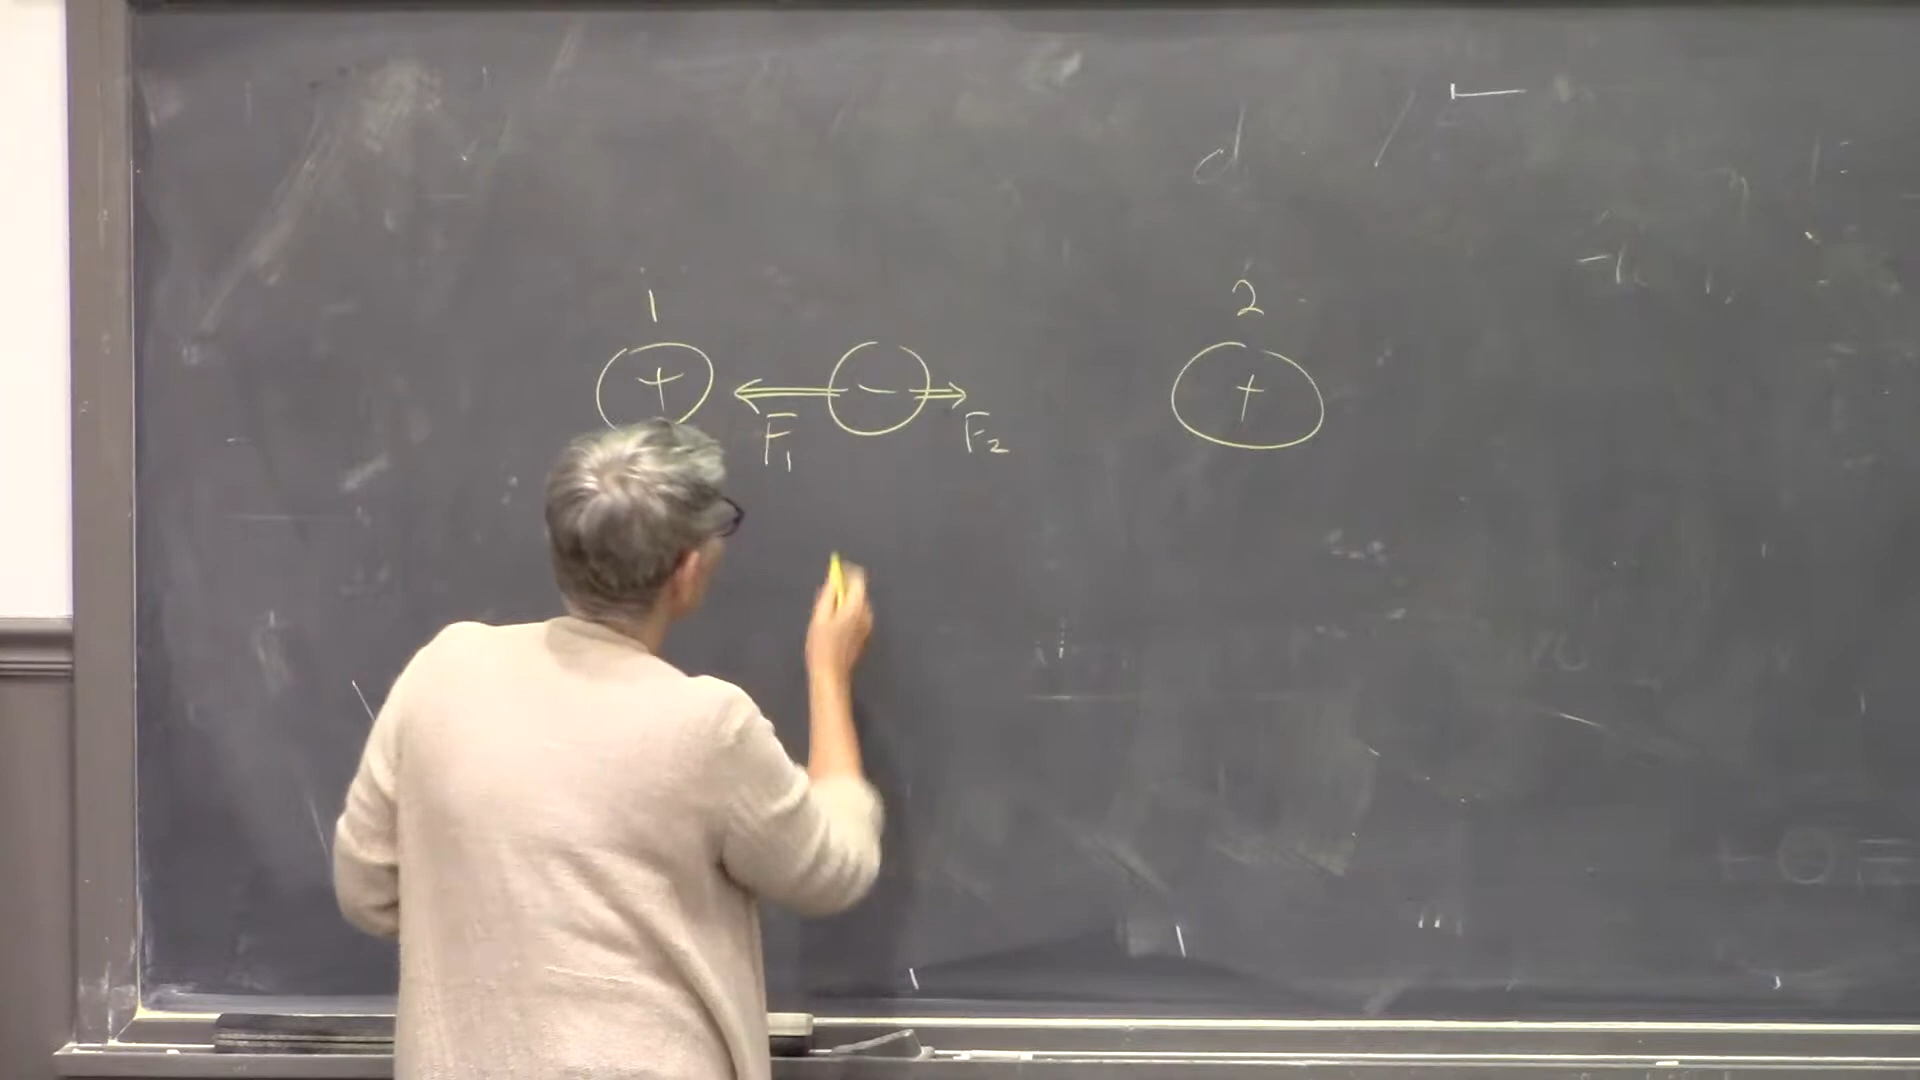 d
1 2
+ - +
F₁ F₂